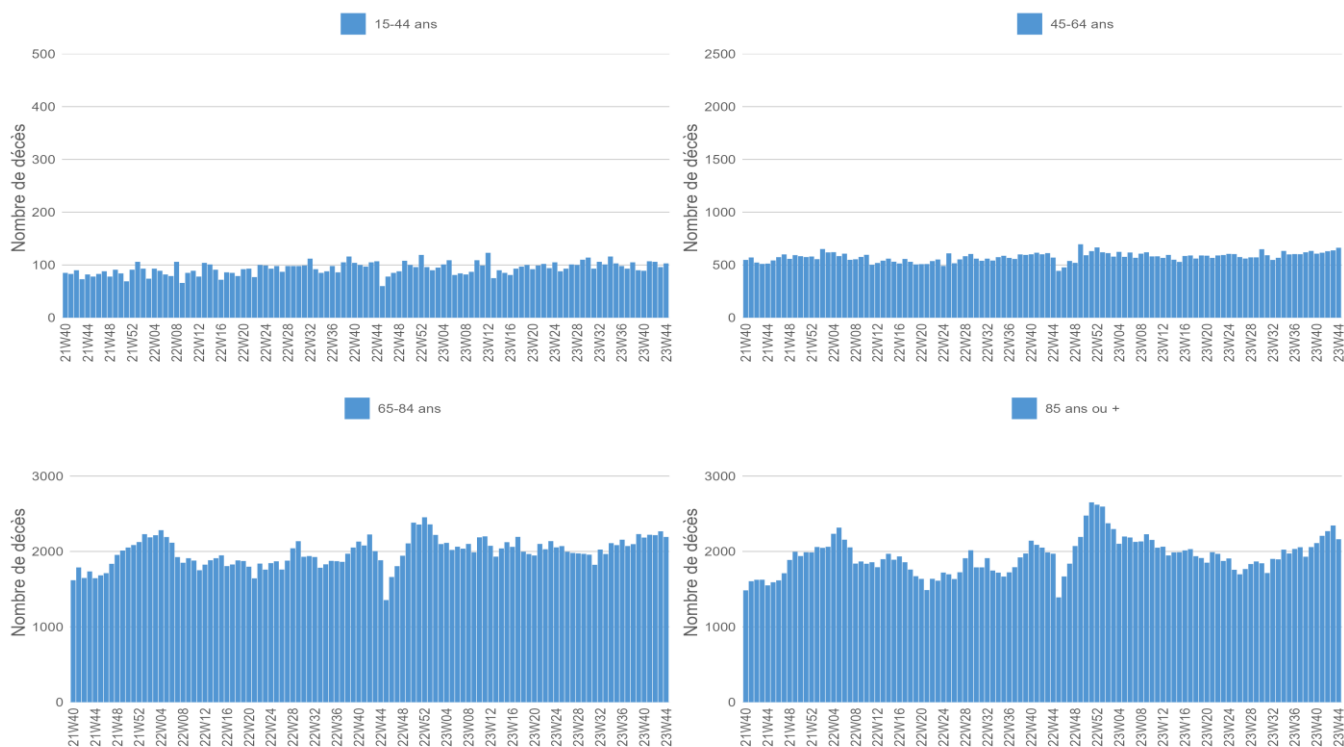 15-44 ans
Nombre de décès
500
400
300
200
100
0
21W40 21W44 21W48 21W52 22W04 22W08 22W12 22W16 22W20 22W24 22W28 22W32 22W36 22W40 22W44 22W48 22W52 23W04 23W08 23W12 23W16 23W20 23W24 23W28 23W32 23W36 23W40 23W44
45-64 ans
Nombre de décès
2500
2000
1500
1000
500
0
21W40 21W44 21W48 21W52 22W04 22W08 22W12 22W16 22W20 22W24 22W28 22W32 22W36 22W40 22W44 22W48 22W52 23W04 23W08 23W12 23W16 23W20 23W24 23W28 23W32 23W36 23W40 23W44
65-84 ans
Nombre de décès
3000
2000
1000
0
21W40 21W44 21W48 21W52 22W04 22W08 22W12 22W16 22W20 22W24 22W28 22W32 22W36 22W40 22W44 22W48 22W52 23W04 23W08 23W12 23W16 23W20 23W24 23W28 23W32 23W36 23W40 23W44
85 ans ou +
Nombre de décès
3000
2000
1000
0
21W40 21W44 21W48 21W52 22W04 22W08 22W12 22W16 22W20 22W24 22W28 22W32 22W36 22W40 22W44 22W48 22W52 23W04 23W08 23W12 23W16 23W20 23W24 23W28 23W32 23W36 23W40 23W44